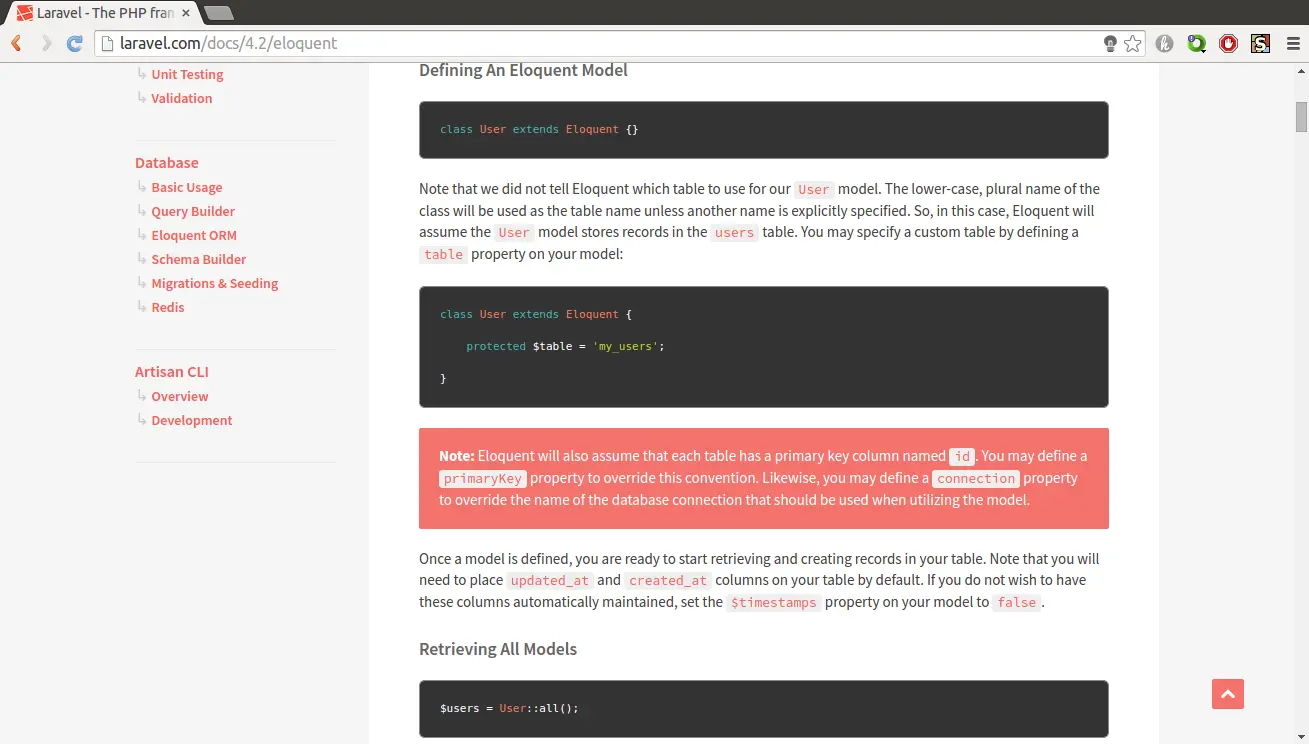 Laravel - The PHP fran
laravel.com/docs/4.2/eloquent
Unit Testing
Validation
Database
Basic Usage
Query Builder
Eloquent ORM
Schema Builder
Migrations & Seeding
Redis
Artisan CLI
Overview
Development
Defining An Eloquent Model
class User extends Eloquent {}
Note that we did not tell Eloquent which table to use for our User model. The lower-case, plural name of the
class will be used as the table name unless another name is explicitly specified. So, in this case, Eloquent will
assume the User model stores records in the users table. You may specify a custom table by defining a
table property on your model:
class User extends Eloquent {
protected $table = 'my_users';
}
Note: Eloquent will also assume that each table has a primary key column named id. You may define a
primaryKey property to override this convention. Likewise, you may define a connection property
to override the name of the database connection that should be used when utilizing the model.
Once a model is defined, you are ready to start retrieving and creating records in your table. Note that you will
need to place updated_at and created_at columns on your table by default. If you do not wish to have
these columns automatically maintained, set the $timestamps property on your model to false.
Retrieving All Models
$users = User::all();